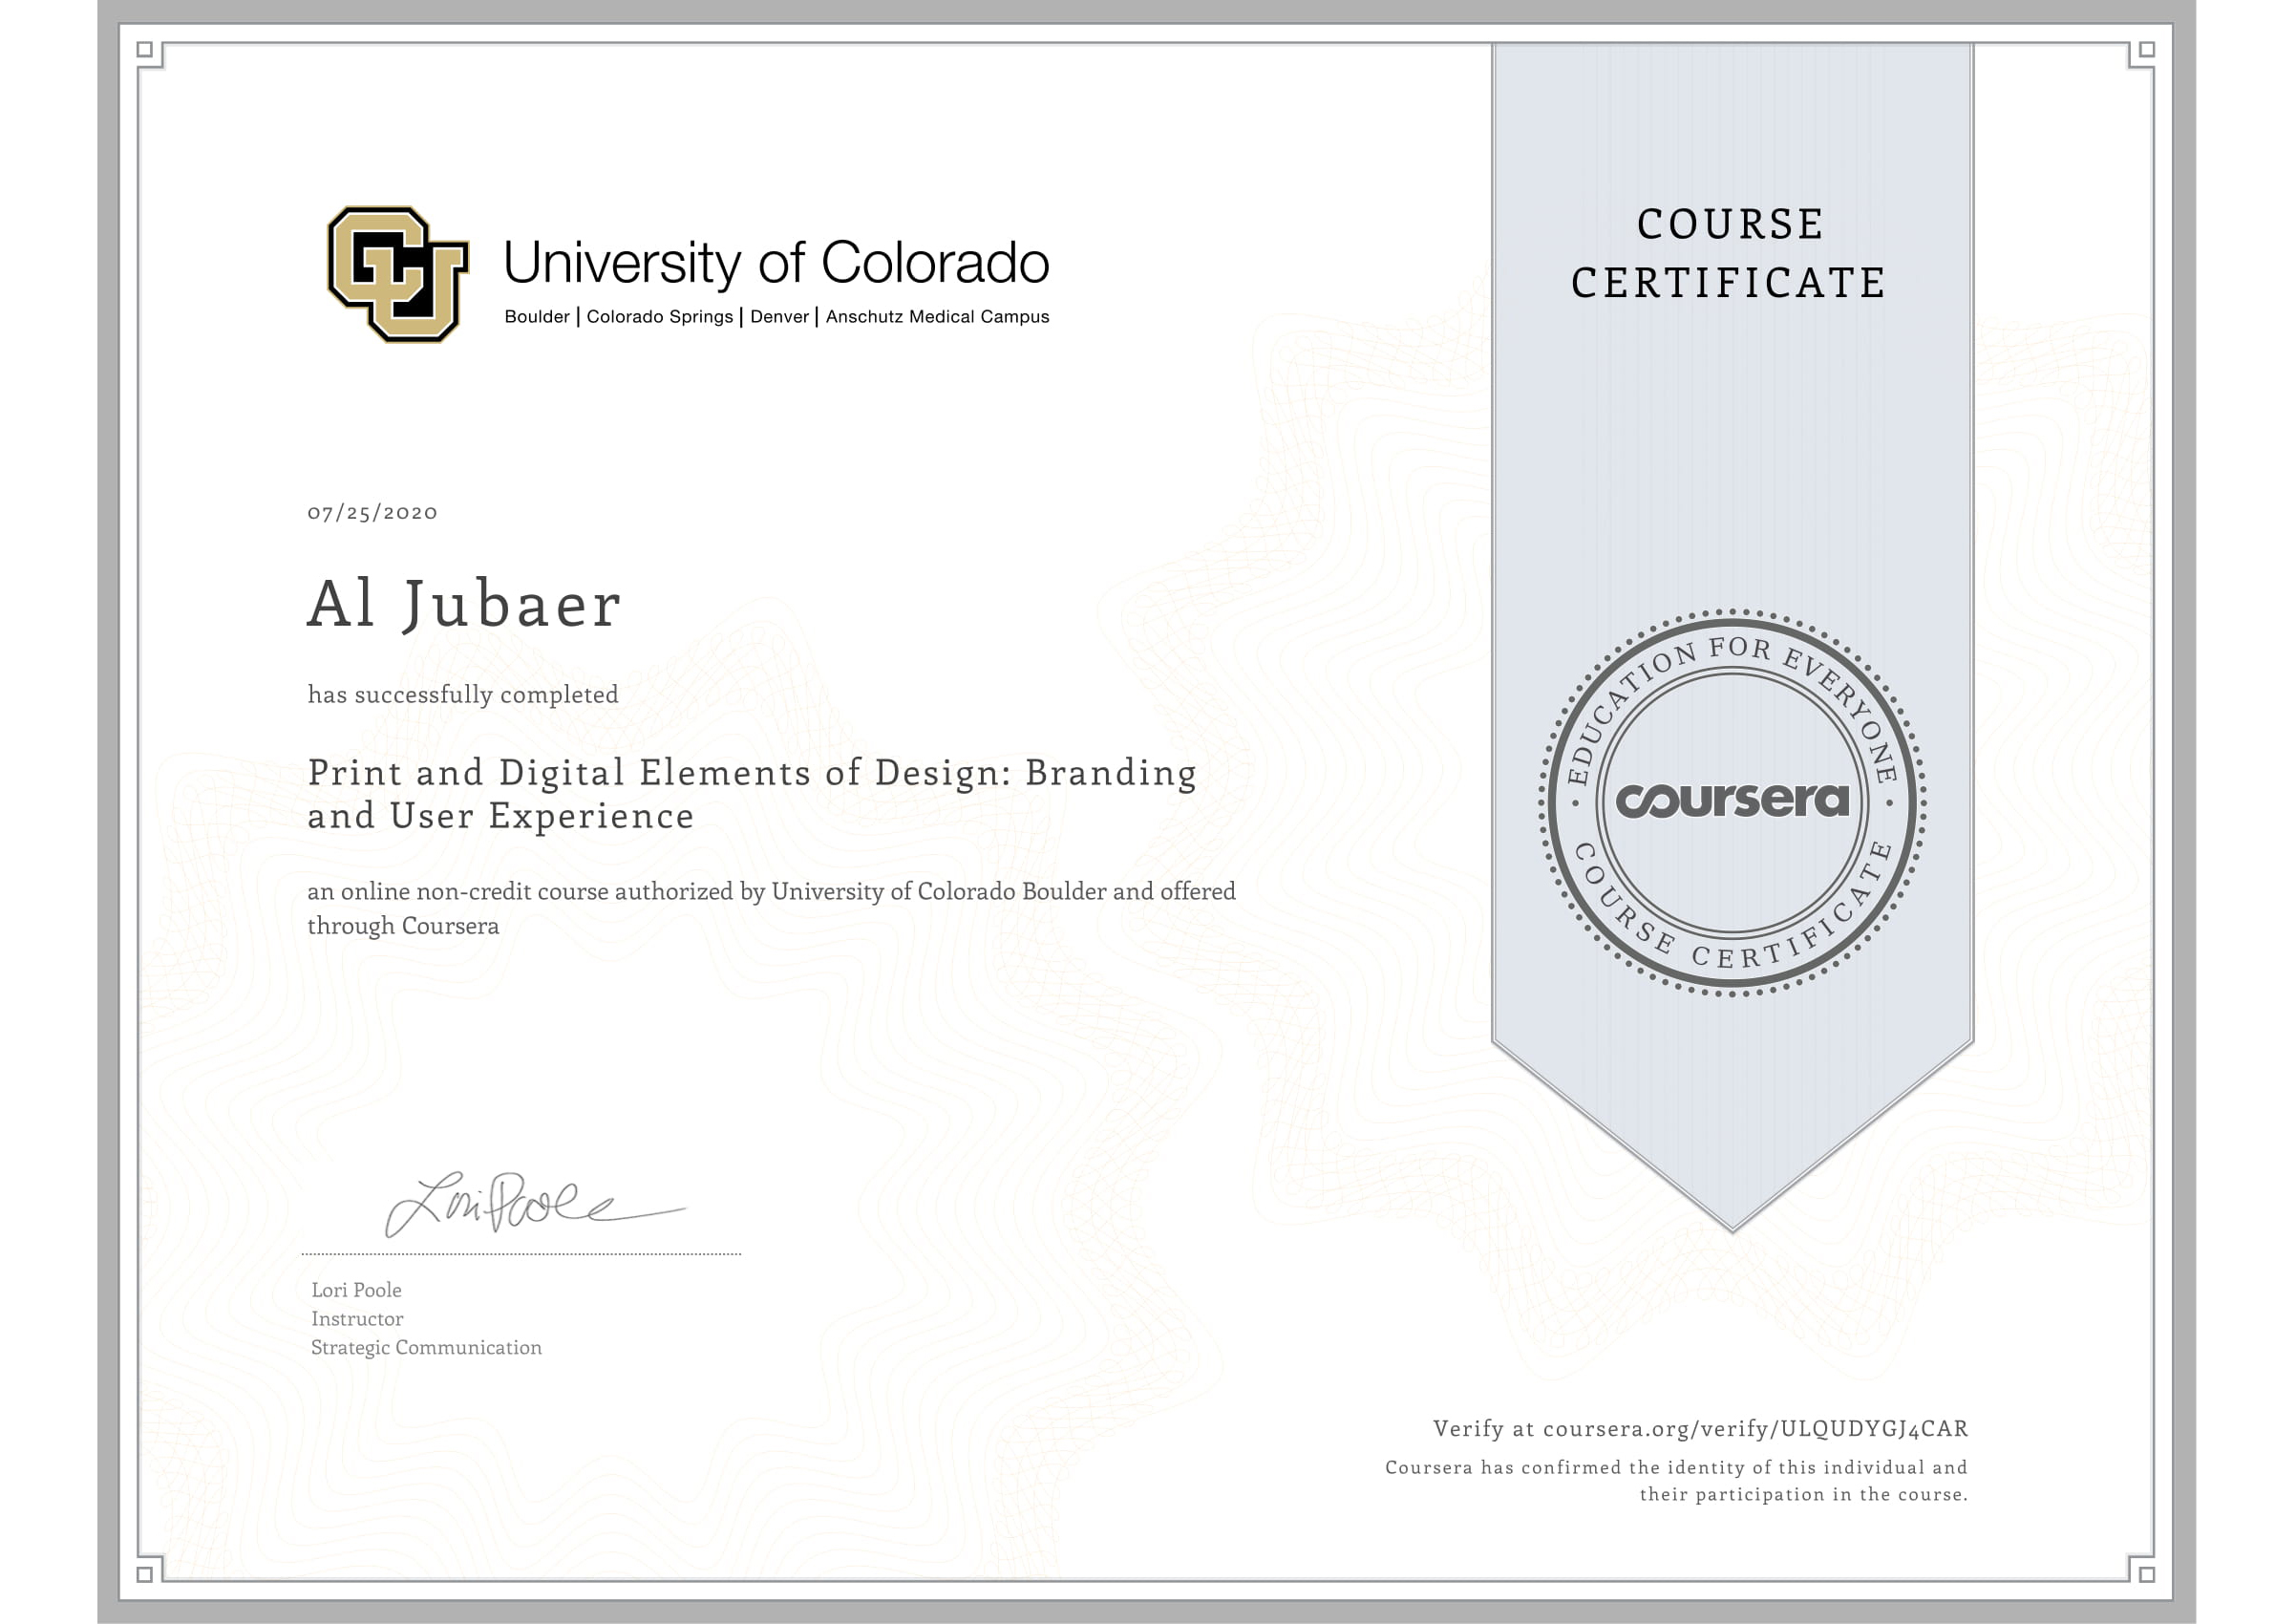 University of Colorado
Boulder | Colorado Springs | Denver | Anschutz Medical Campus
COURSE
CERTIFICATE
07/25/2020
Al Jubaer
has successfully completed
Print and Digital Elements of Design: Branding
and User Experience
an online non-credit course authorized by University of Colorado Boulder and offered
through Coursera
EDUCATION FOR EVERYONE
coursera
COURSE CERTIFICATE
Lori Poole
Lori Poole
Instructor
Strategic Communication
Verify at coursera.org/verify/ULQUDYGJ4CAR
Coursera has confirmed the identity of this individual and
their participation in the course.